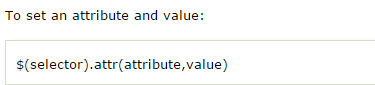 To set an attribute and value:
$(selector).attr(attribute,value)